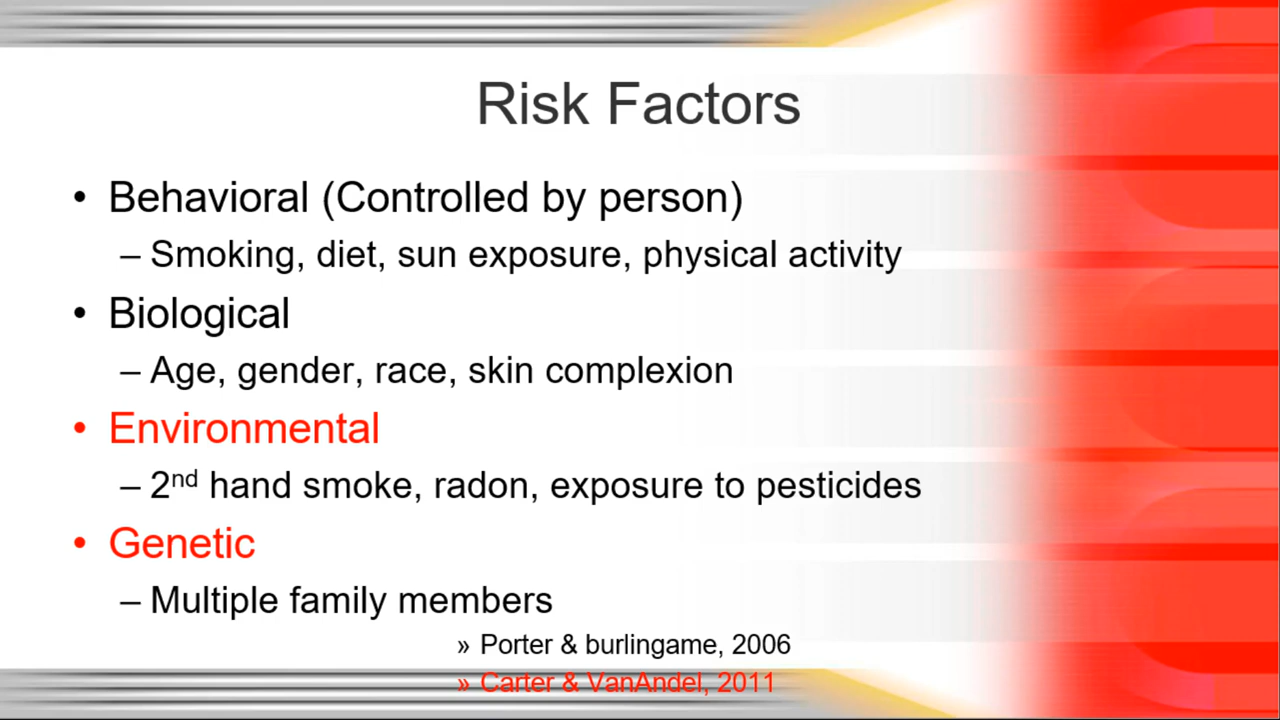 Risk Factors
• Behavioral (Controlled by person)
– Smoking, diet, sun exposure, physical activity
• Biological
– Age, gender, race, skin complexion
• Environmental
– 2nd hand smoke, radon, exposure to pesticides
• Genetic
– Multiple family members
» Porter & burlingame, 2006
» Carter & VanAndel, 2011